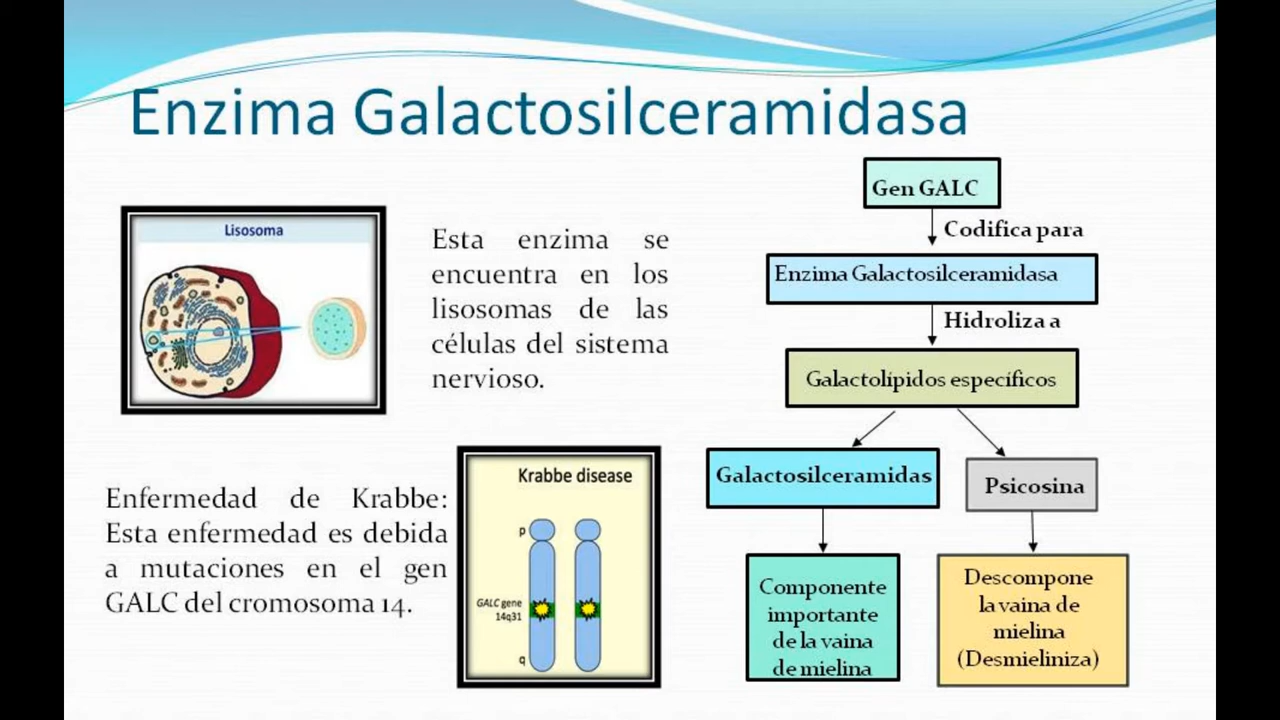 Enzima Galactosilceramidasa
Lisosoma
Esta enzima se
encuentra en los
lisosomas de las
células del sistema
nervioso.
Enfermedad de Krabbe:
Esta enfermedad es debida
a mutaciones en el gen
GALC del cromosoma 14.
Krabbe disease
p
GALC gene
14q31
q
Gen GALC
Codifica para
Enzima Galactosilceramidasa
Hidroliza a
Galactolípidos específicos
Galactosilceramidas
Psicosina
Componente
importante
de la vaina
de mielina
Descompone
la vaina de
mielina
(Desmieliniza)